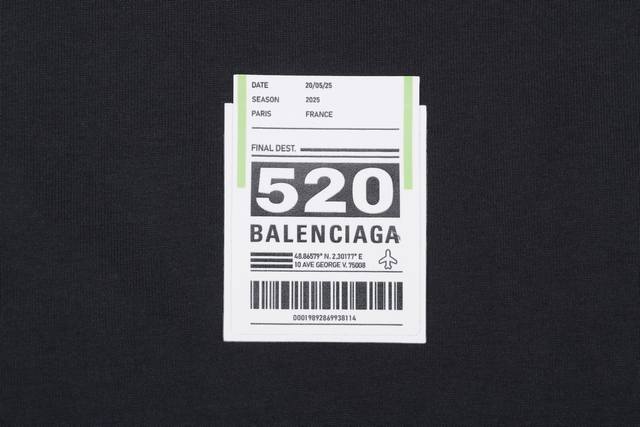 DATE 20/05/25
SEASON 2025
PARIS FRANCE
FINAL DEST.
520
BALENCIAGA
48.86579° N. 2.30177° E
10 AVE GEORGE V. 75008
00019892869938114